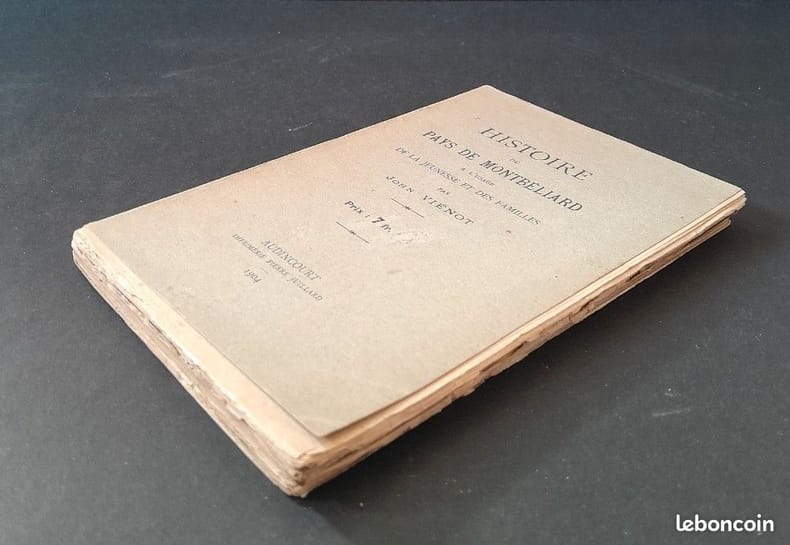 HISTOIRE
DU
PAYS DE MONTBÉLIARD
A L'USAGE
DE LA JEUNESSE ET DES FAMILLES
PAR
JOHN VIÉNOT
Prix : 7 fr.
AUDINCOURT
IMPRIMERIE PIERRE JUILLARD
1904
leboncoin